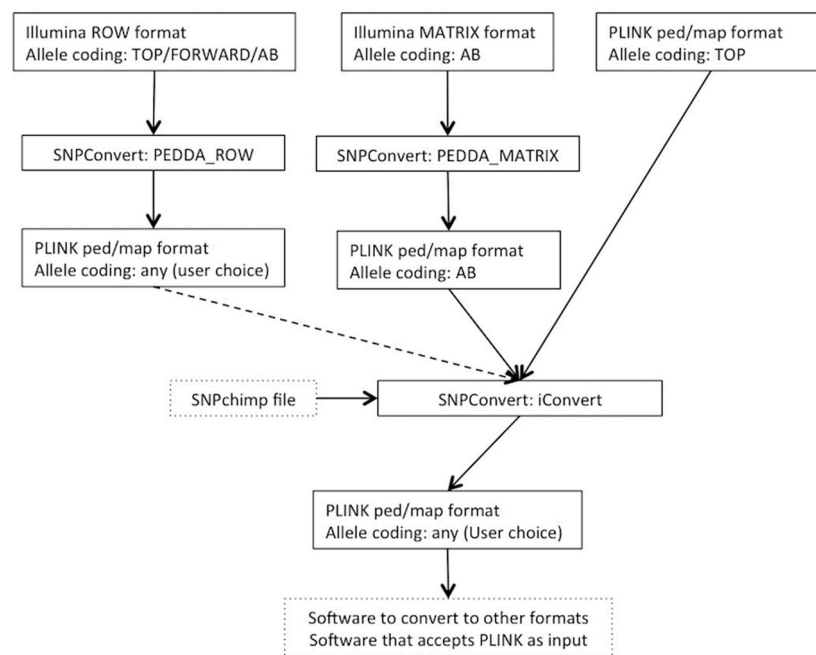 Illumina ROW format
Allele coding: TOP/FORWARD/AB
Illumina MATRIX format
Allele coding: AB
PLINK ped/map format
Allele coding: TOP
SNPConvert: PEDDA_ROW
SNPConvert: PEDDA_MATRIX
PLINK ped/map format
Allele coding: any (user choice)
PLINK ped/map format
Allele coding: AB
SNPchimp file
SNPConvert: iConvert
PLINK ped/map format
Allele coding: any (User choice)
Software to convert to other formats
Software that accepts PLINK as input